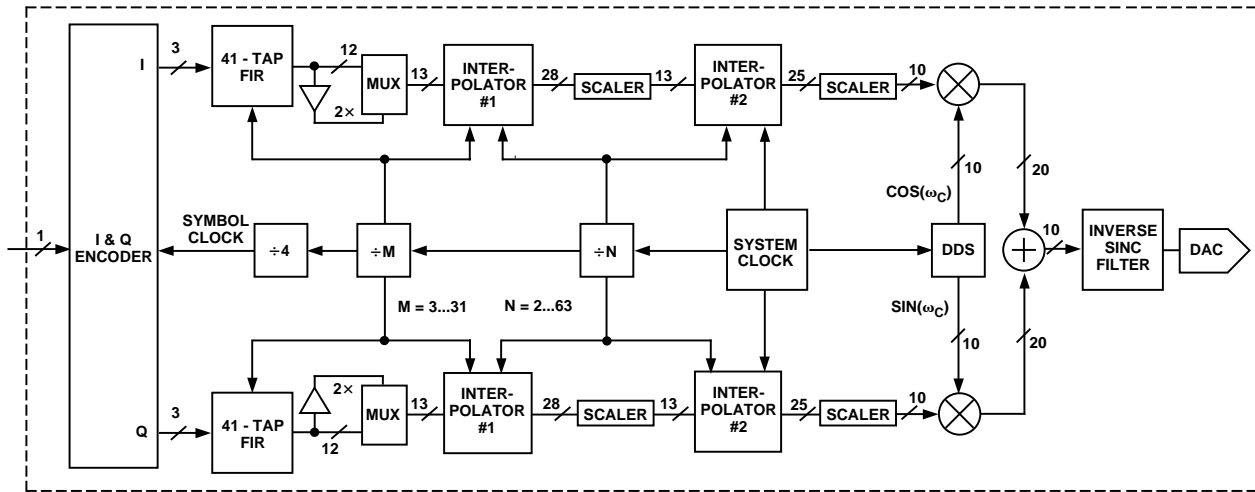 I
3
41 - TAP
FIR
12
2×
MUX
13
INTER-
POLATOR
#1
28
SCALER
13
INTER-
POLATOR
#2
25
SCALER
10
10
20
COS(ωC)
1
I & Q
ENCODER
SYMBOL
CLOCK
÷4
÷M
÷N
SYSTEM
CLOCK
DDS
+
10
INVERSE
SINC
FILTER
DAC
M = 3...31
N = 2...63
SIN(ωC)
10
20
Q
3
41 - TAP
FIR
2×
12
MUX
13
INTER-
POLATOR
#1
28
SCALER
13
INTER-
POLATOR
#2
25
SCALER
10